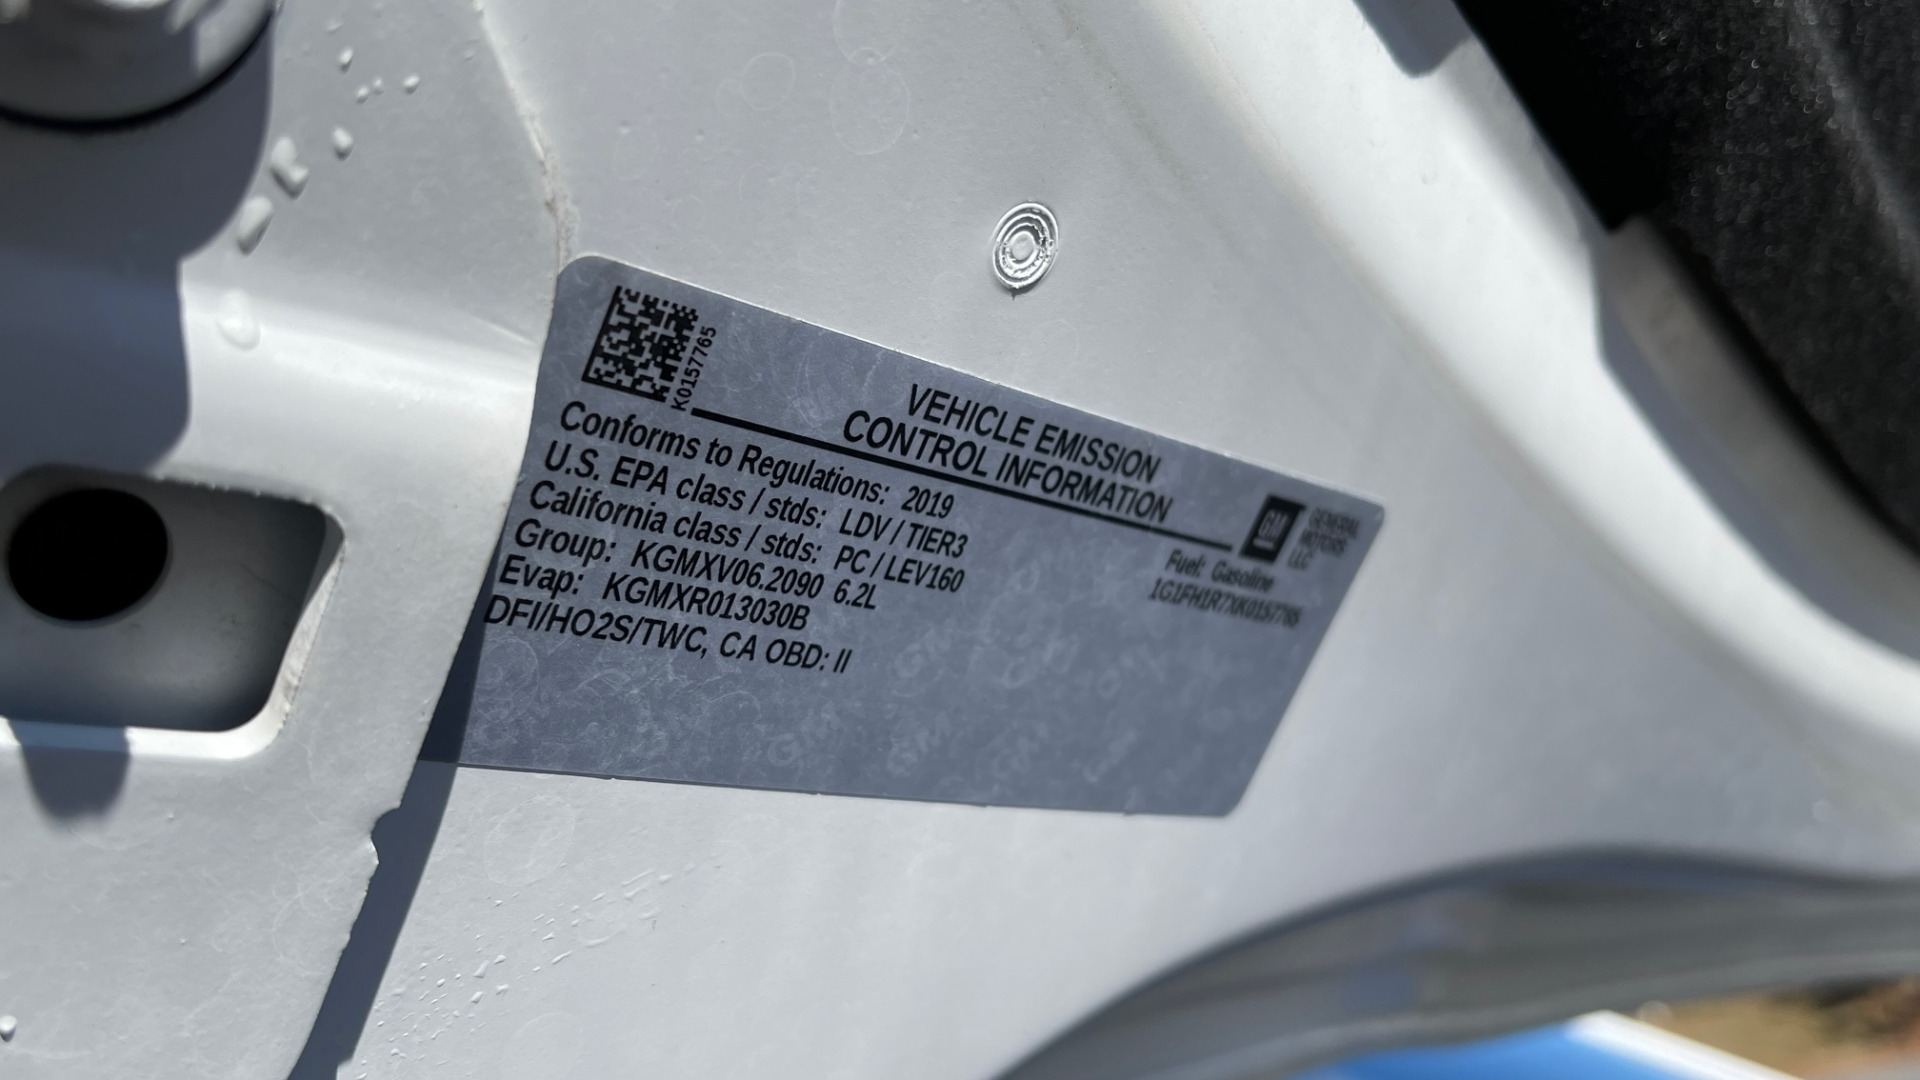 K0157765
VEHICLE EMISSION
CONTROL INFORMATION
GM
GENERAL
MOTORS
LLC
Conforms to Regulations: 2019
U.S. EPA class / stds: LDV / TIER3
California class / stds: PC / LEV160
Group: KGMXV06.2090 6.2L
Evap: KGMXR013030B
DFI/HO2S/TWC, CA OBD: II
Fuel: Gasoline
1G1FH1R7XK0157765